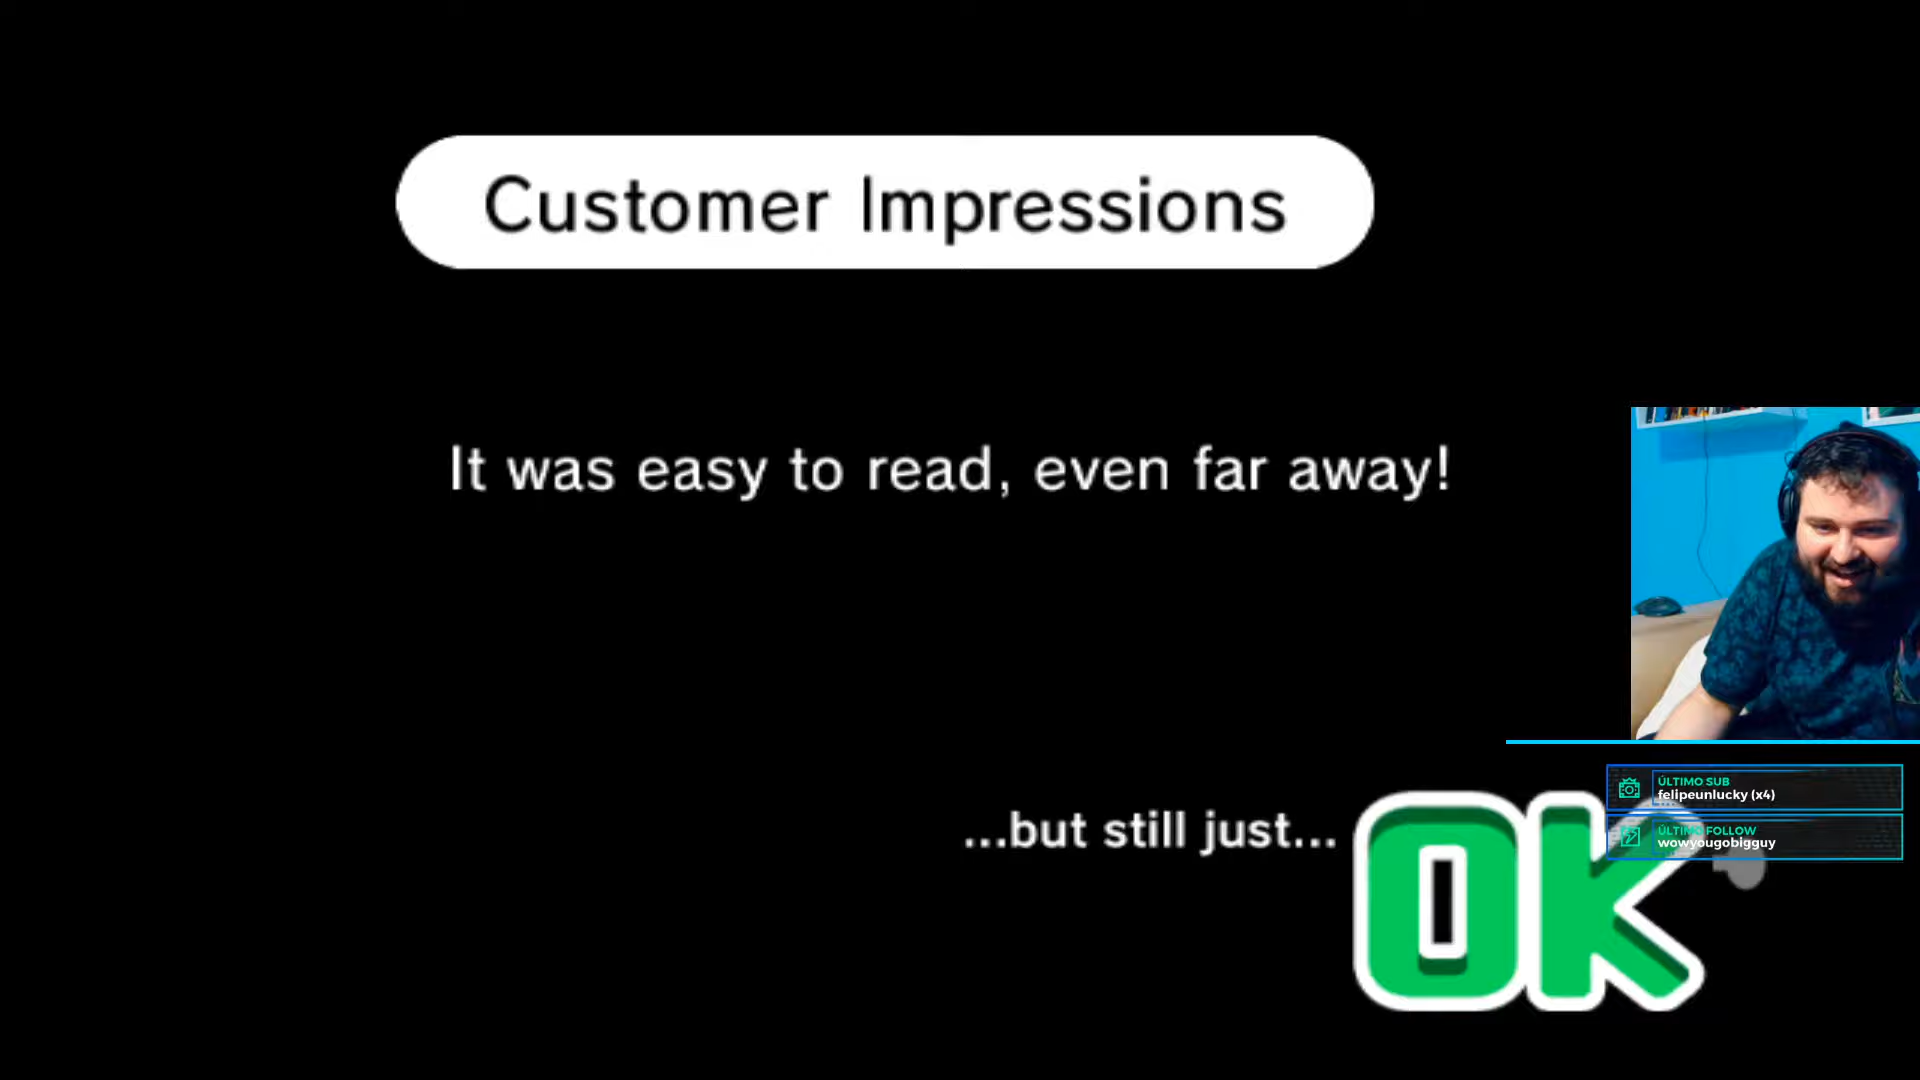 Customer Impressions
It was easy to read, even far away!
...but still just...
OK
ÚLTIMO SUB
felipeunlucky (x4)
ÚLTIMO FOLLOW
wowyougobigguy